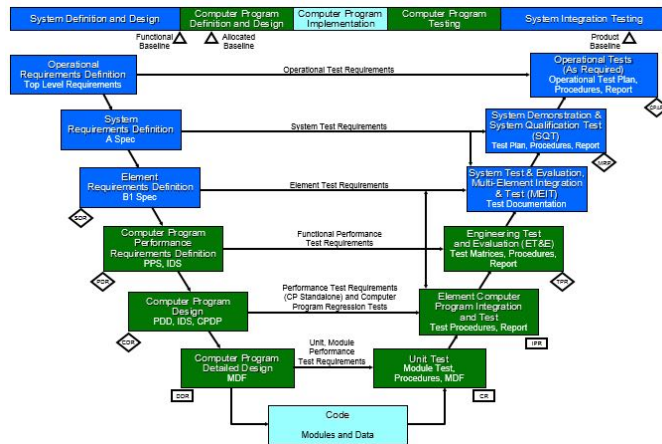 System Definition and Design
Computer Program
Definition and Design
Computer Program
Implementation
Computer Program
Testing
System Integration Testing
Functional
Baseline
Allocated
Baseline
Product
Baseline
Operational
Requirements Definition
Top Level Requirements
Operational Test Requirements
Operational Tests
(As Required)
Operational Test Plan,
Procedures, Report
System
Requirements Definition
A Spec
System Test Requirements
System Demonstration &
System Qualification Test
(SQT)
Test Plan, Procedures, Report
MRR
Element
Requirements Definition
B1 Spec
SDR
Element Test Requirements
System Test & Evaluation,
Multi-Element Integration
& Test (MEIT)
Test Documentation
Computer Program
Performance
Requirements Definition
PPS, IDS
PDR
Functional Performance
Test Requirements
Engineering Test
and Evaluation (ET&E)
Test Matrices, Procedures,
Report
TPR
Computer Program
Design
PDD, IDS, CPDP
CDR
Performance Test Requirements
(CP Standalone) and Computer
Program Regression Tests
Element Computer
Program Integration
and Test
Test Procedures, Report
IPR
Computer Program
Detailed Design
MDF
DDR
Unit, Module
Performance
Test Requirements
Unit Test
Module Test,
Procedures, MDF
CR
Code
Modules and Data